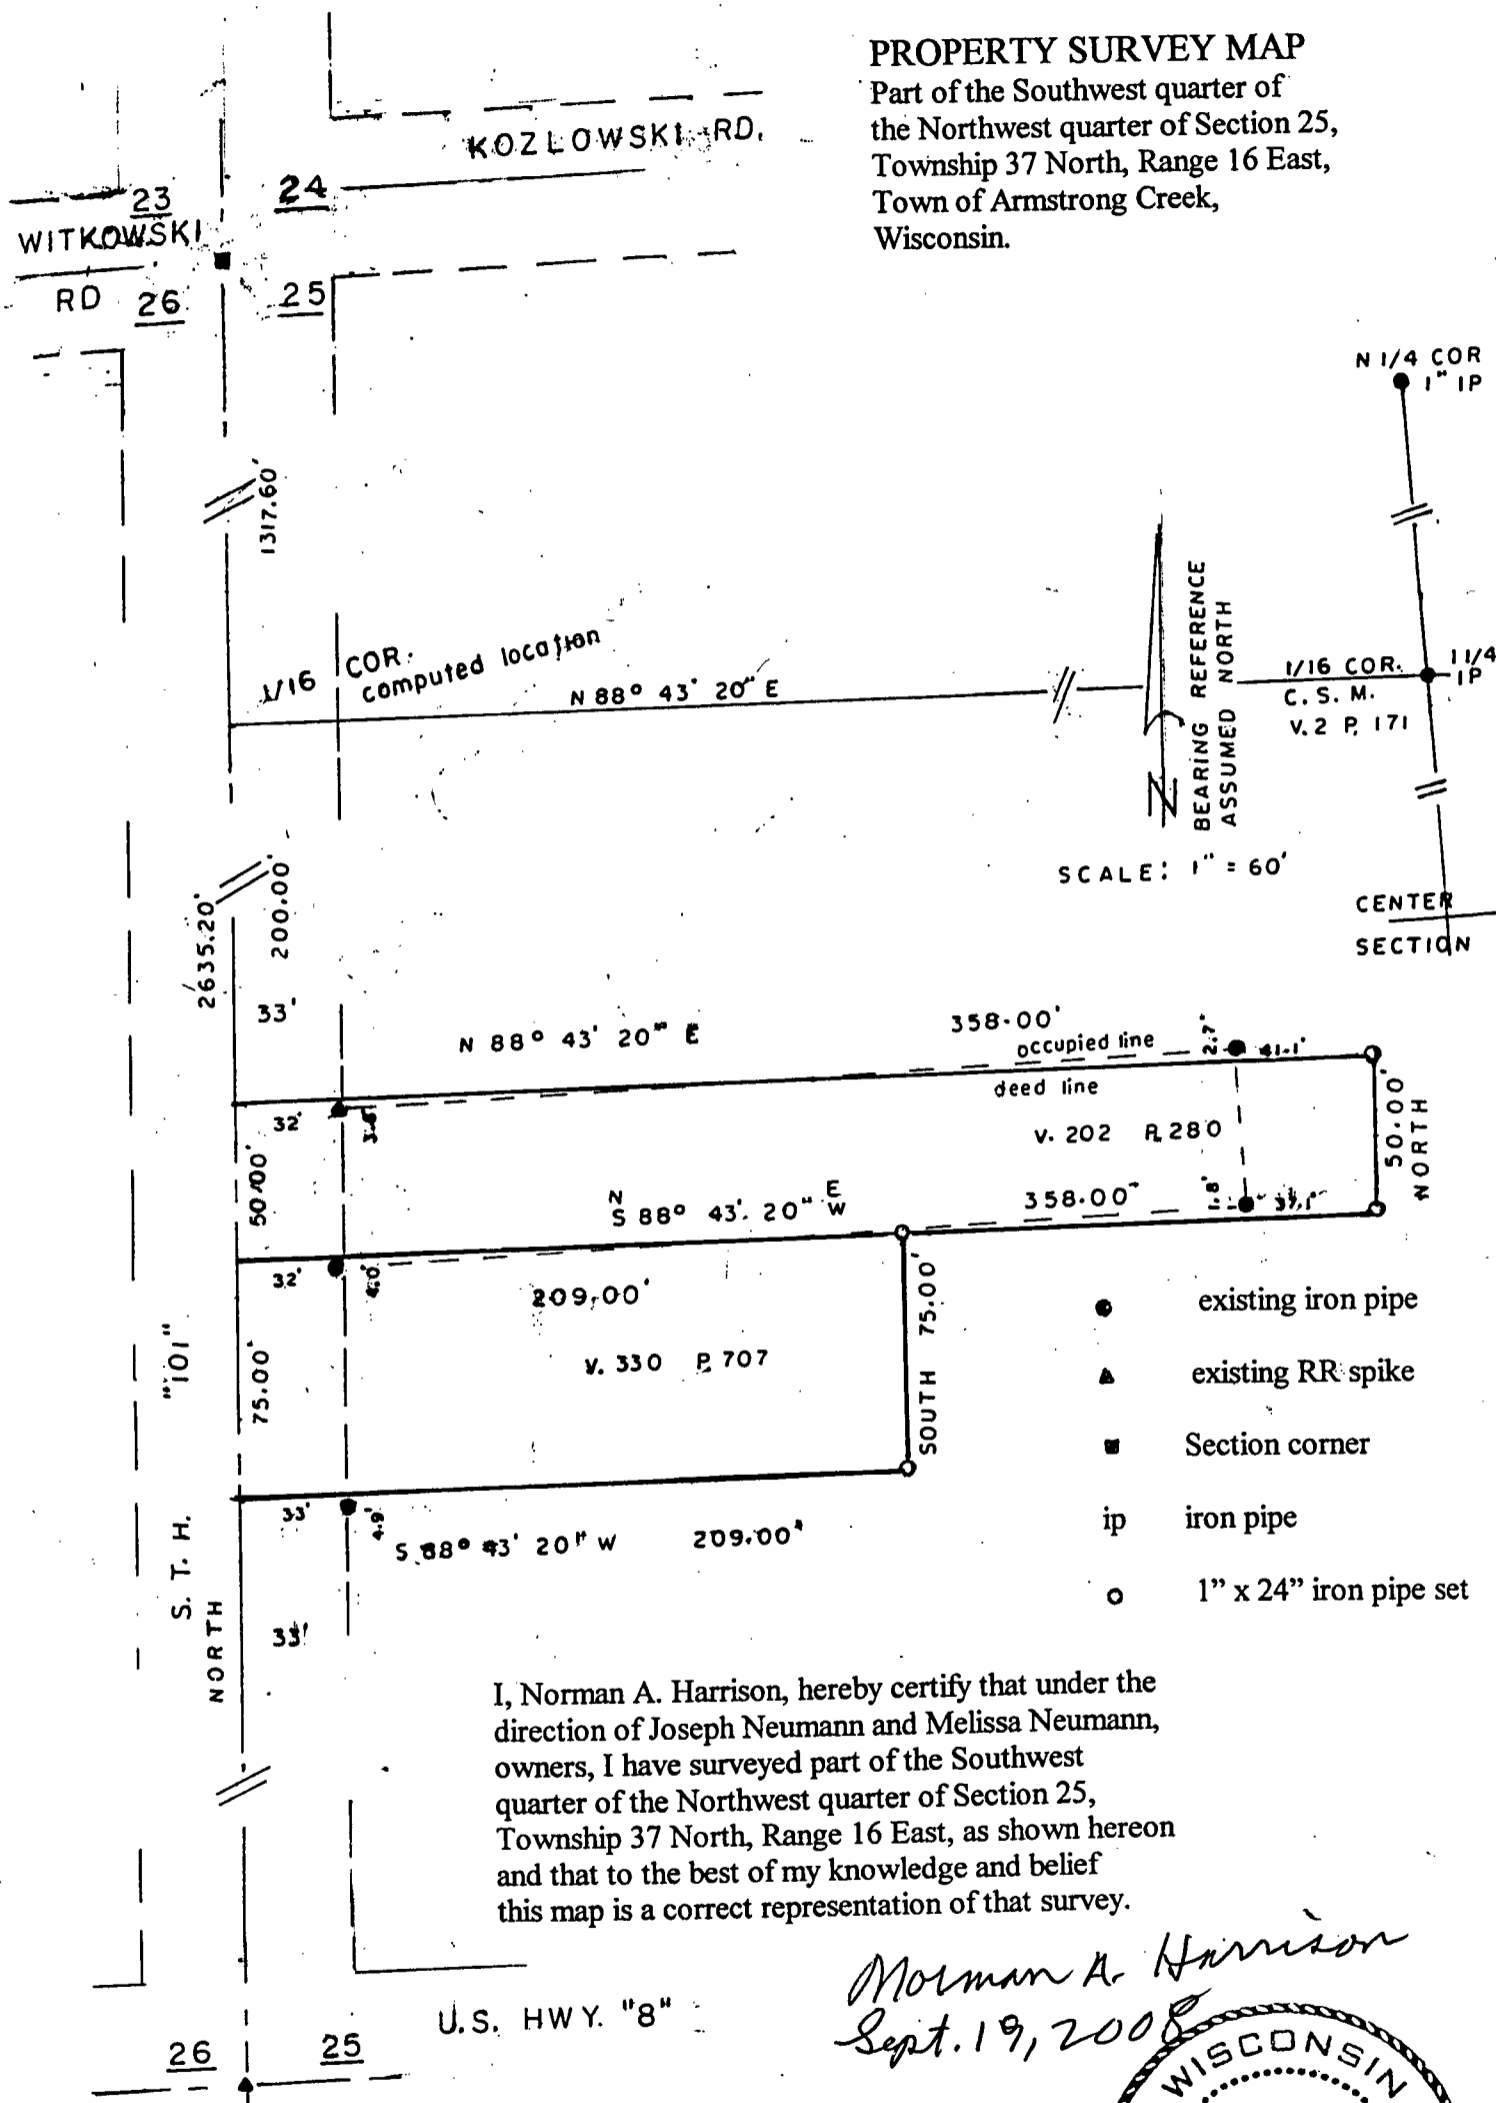 PROPERTY SURVEY MAP
Part of the Southwest quarter of
the Northwest quarter of Section 25,
Township 37 North, Range 16 East,
Town of Armstrong Creek,
Wisconsin.
KOZLOWSKI RD.
23
24
WITKOWSKI
RD
26
25
N 1/4 COR
1" IP
1317.60'
1/16 COR.
computed location
N 88° 43' 20" E
BEARING REFERENCE
ASSUMED NORTH
N
1/16 COR.
C. S. M.
V. 2 P. 171
1 1/4
IP
SCALE: 1" = 60'
CENTER
SECTION
2635.20'
200.00'
33'
N 88° 43' 20" E
358.00'
occupied line
2.7'
41.1'
deed line
32'
V. 202 P. 280
50.00'
NORTH
50.00'
N
S 88° 43' 20" E
W
358.00'
1.8'
32'
4.0'
209.00'
V. 330 P. 707
75.00'
SOUTH 75.00'
"101"
S. T. H.
NORTH
33'
4.9'
S 88° 43' 20" W
209.00'
33'
existing iron pipe
existing RR spike
Section corner
ip iron pipe
1" x 24" iron pipe set
I, Norman A. Harrison, hereby certify that under the
direction of Joseph Neumann and Melissa Neumann,
owners, I have surveyed part of the Southwest
quarter of the Northwest quarter of Section 25,
Township 37 North, Range 16 East, as shown hereon
and that to the best of my knowledge and belief
this map is a correct representation of that survey.
Norman A. Harrison
Sept. 19, 2008
U.S. HWY. "8"
26
25
WISCONSIN